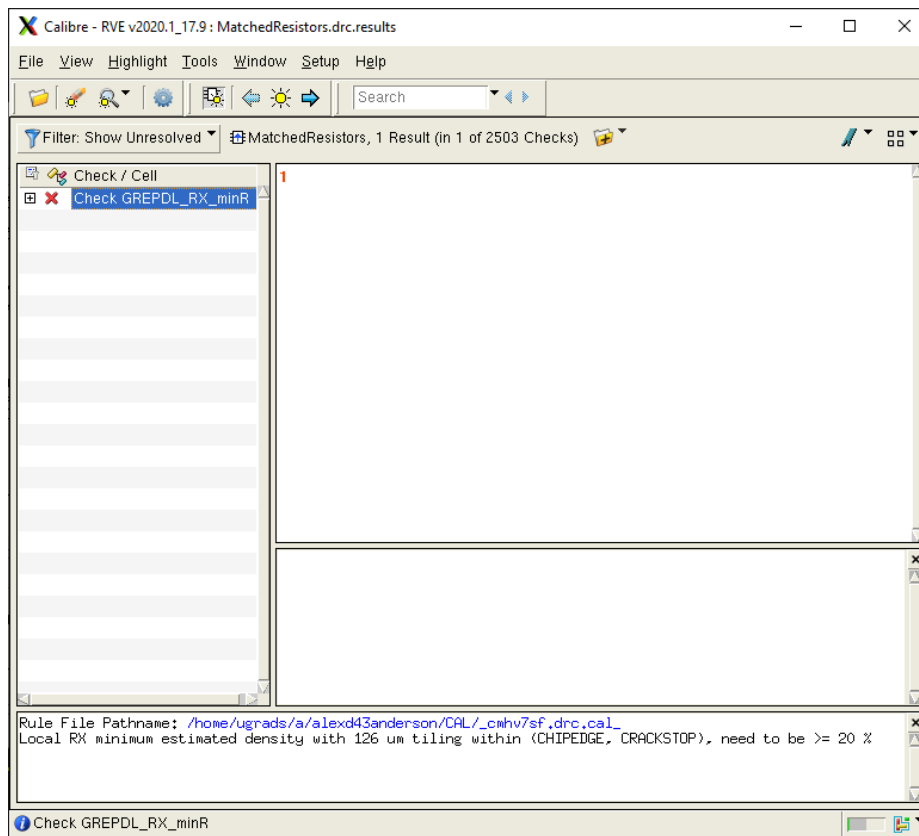 Calibre - RVE v2020.1_17.9 : MatchedResistors.drc.results
File View Highlight Tools Window Setup Help
Search
Filter: Show Unresolved MatchedResistors, 1 Result (in 1 of 2503 Checks)
Check / Cell
Check GREPDL_RX_minR
1
Rule File Pathname: /home/ugrads/a/alexd43anderson/CAL/_cmhv7sf.drc.cal_
Local RX minimum estimated density with 126 um tiling within (CHIPEDGE, CRACKSTOP), need to be >= 20 %
Check GREPDL_RX_minR